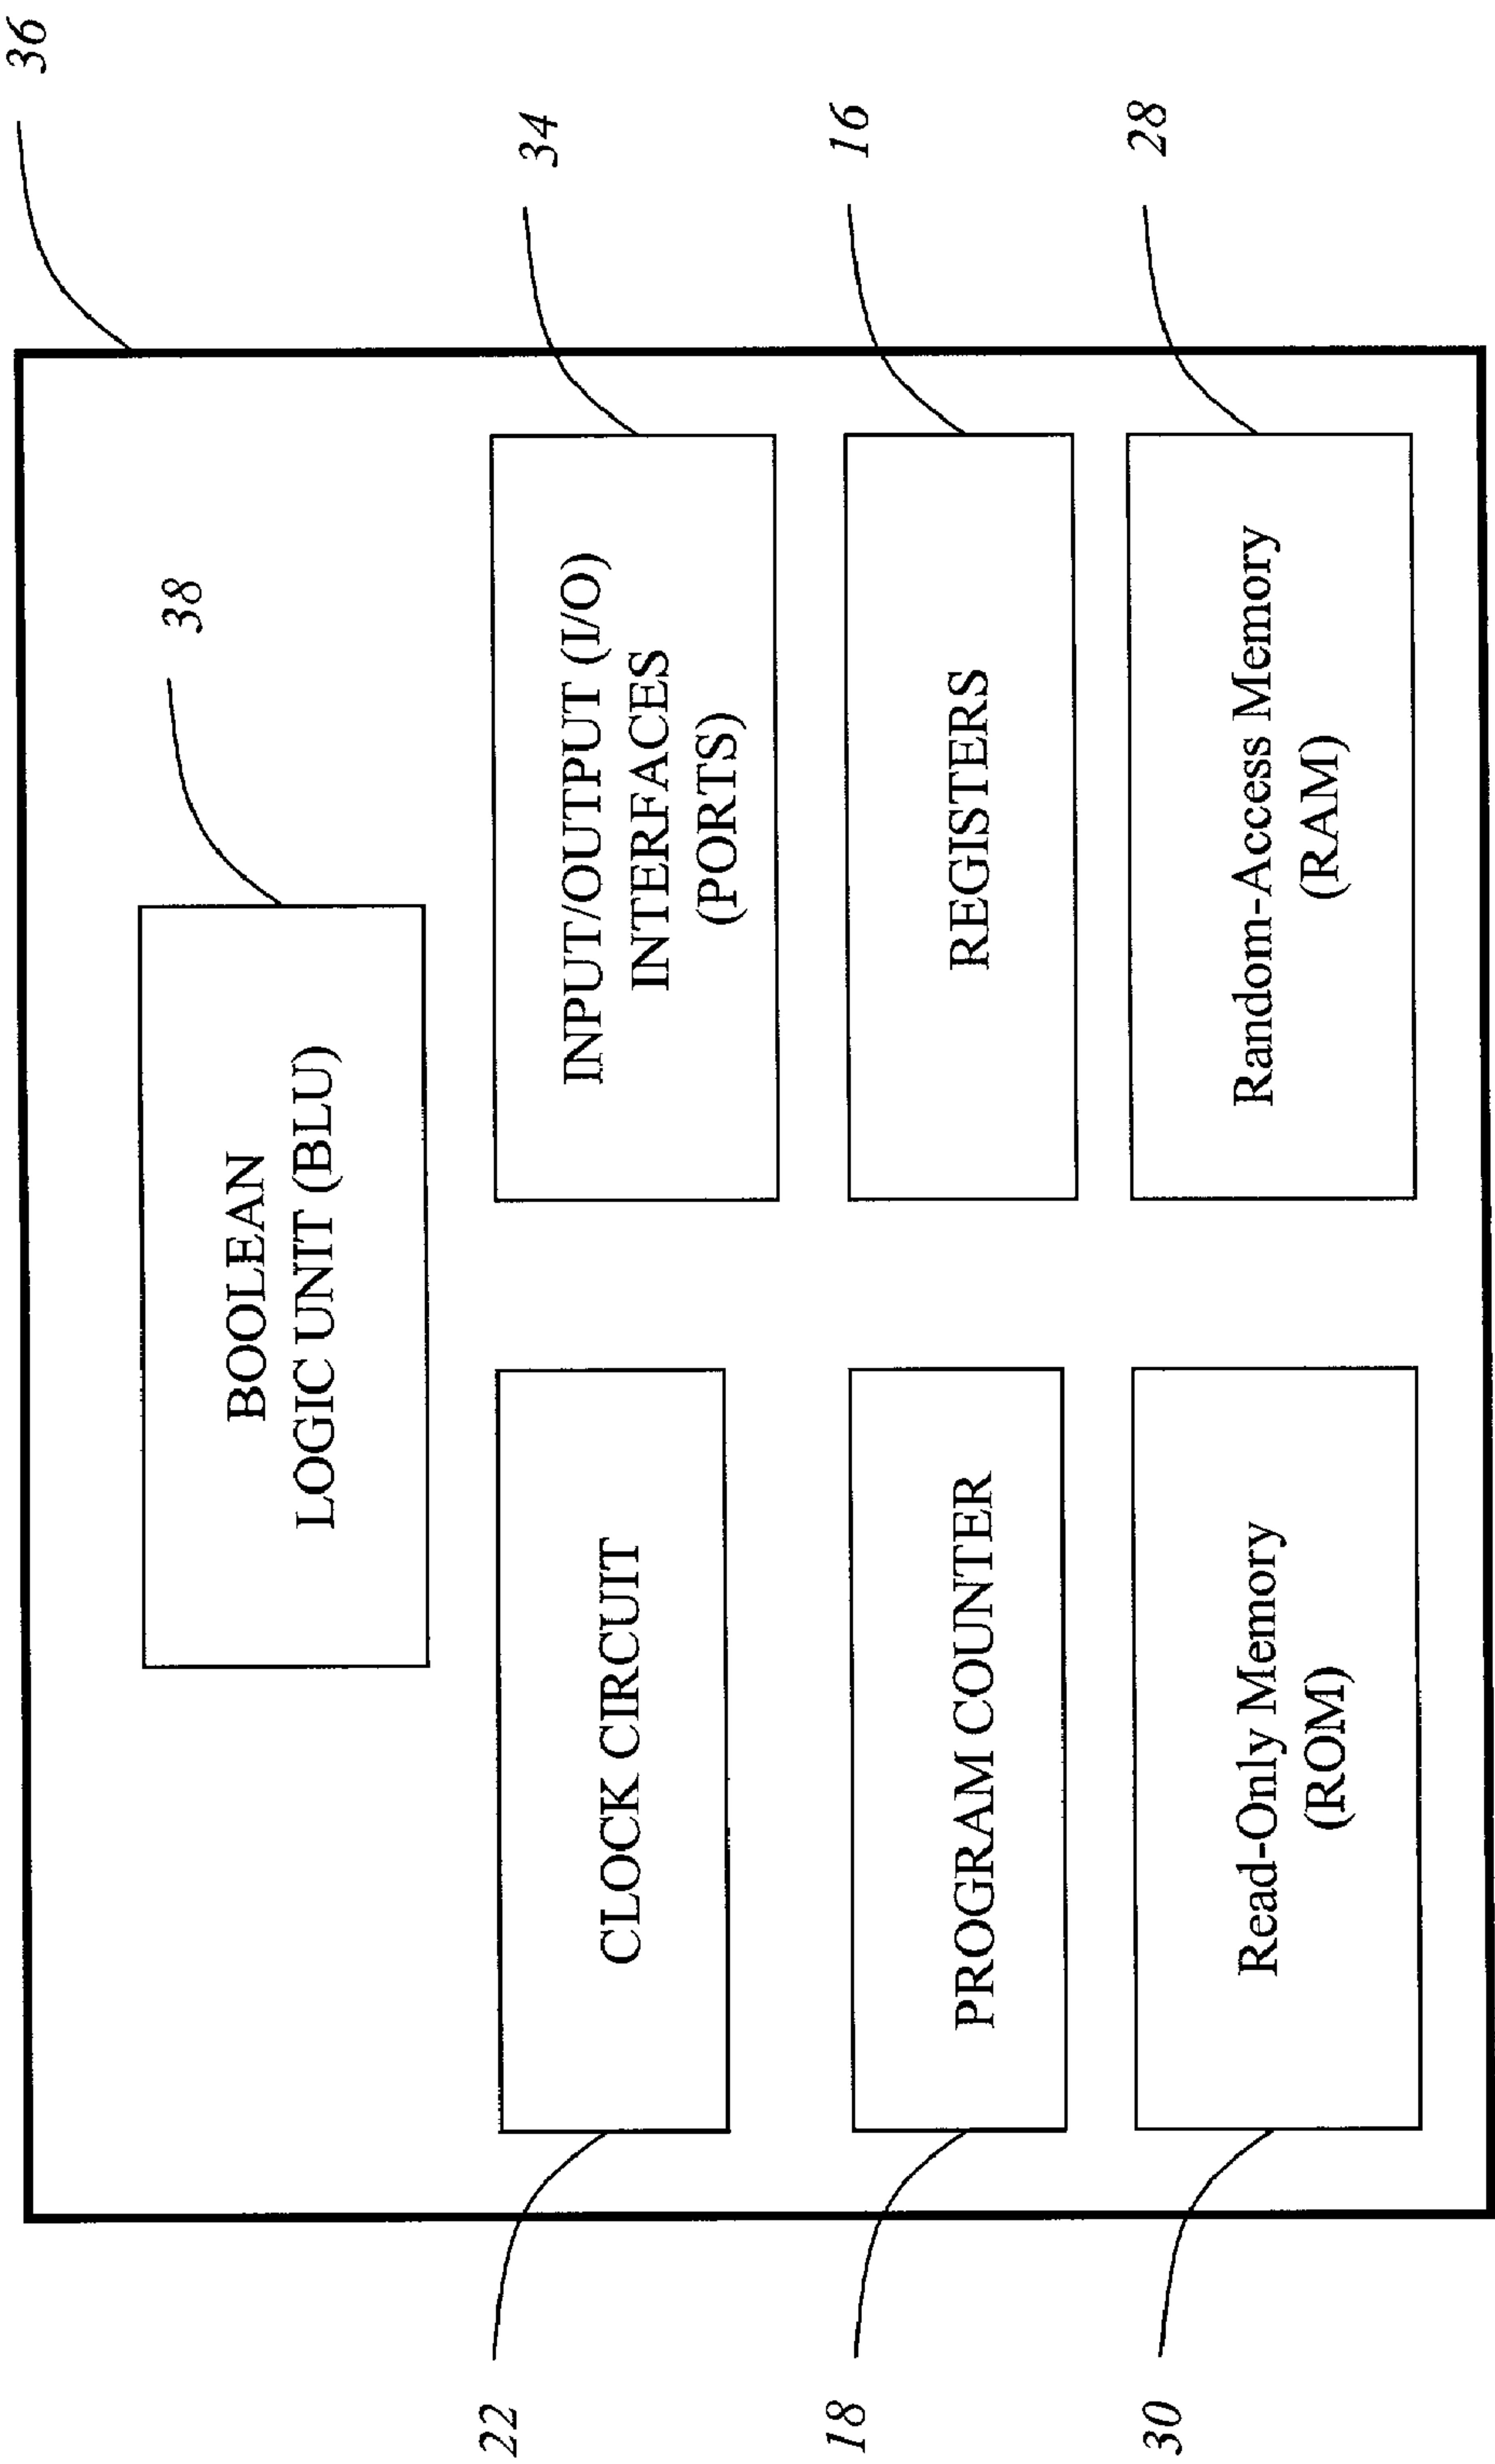 36
38
BOOLEAN
LOGIC UNIT (BLU)
22
CLOCK CIRCUIT
34
INPUT/OUTPUT (I/O)
INTERFACES
(PORTS)
18
PROGRAM COUNTER
16
REGISTERS
30
Read-Only Memory
(ROM)
28
Random-Access Memory
(RAM)